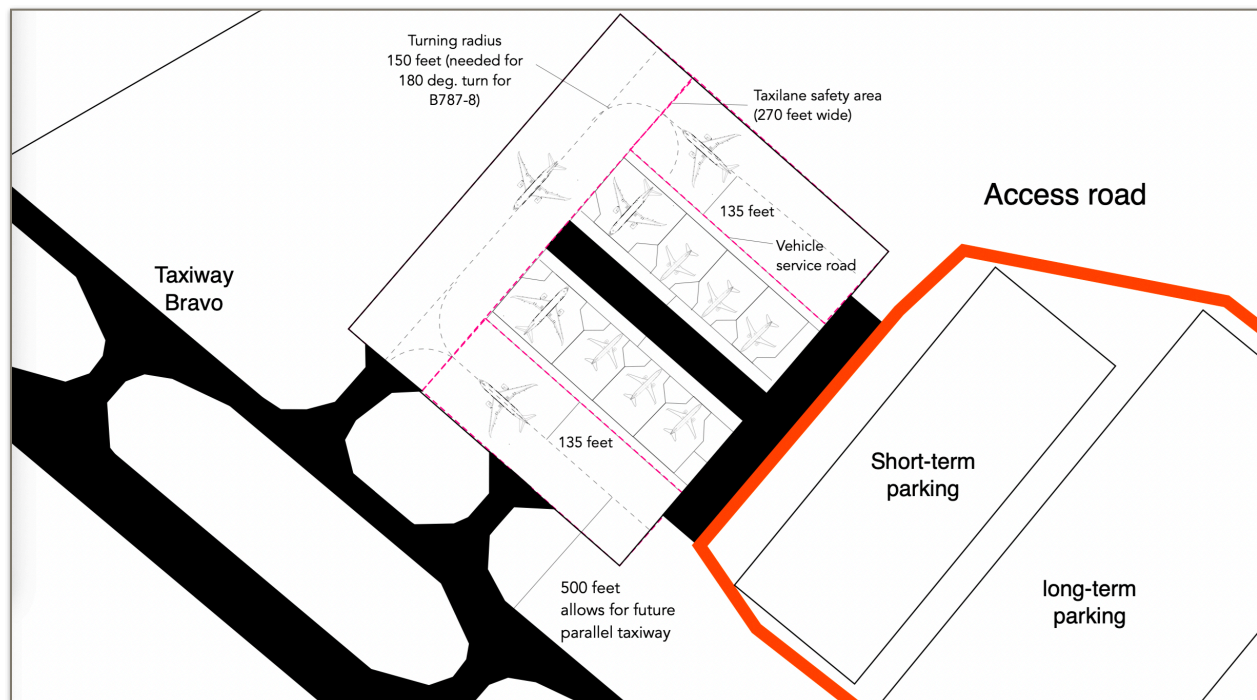 Turning radius
150 feet (needed for
180 deg. turn for
B787-8)
Taxilane safety area
(270 feet wide)
Access road
135 feet
Vehicle
service road
Taxiway
Bravo
135 feet
Short-term
parking
500 feet
allows for future
parallel taxiway
long-term
parking